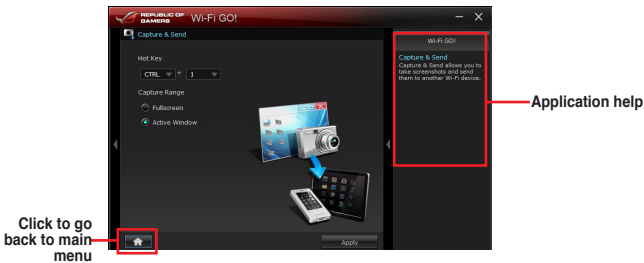 REPUBLIC OF
GAMERS
Wi-Fi GO!
Capture & Send
Hot Key
CTRL + 1
Capture Range
Fullscreen
Active Window
Apply
Wi-Fi GO!
Capture & Send
Capture & Send allows you to
take screenshots and send
them to another Wi-Fi device.
Application help
Click to go
back to main
menu